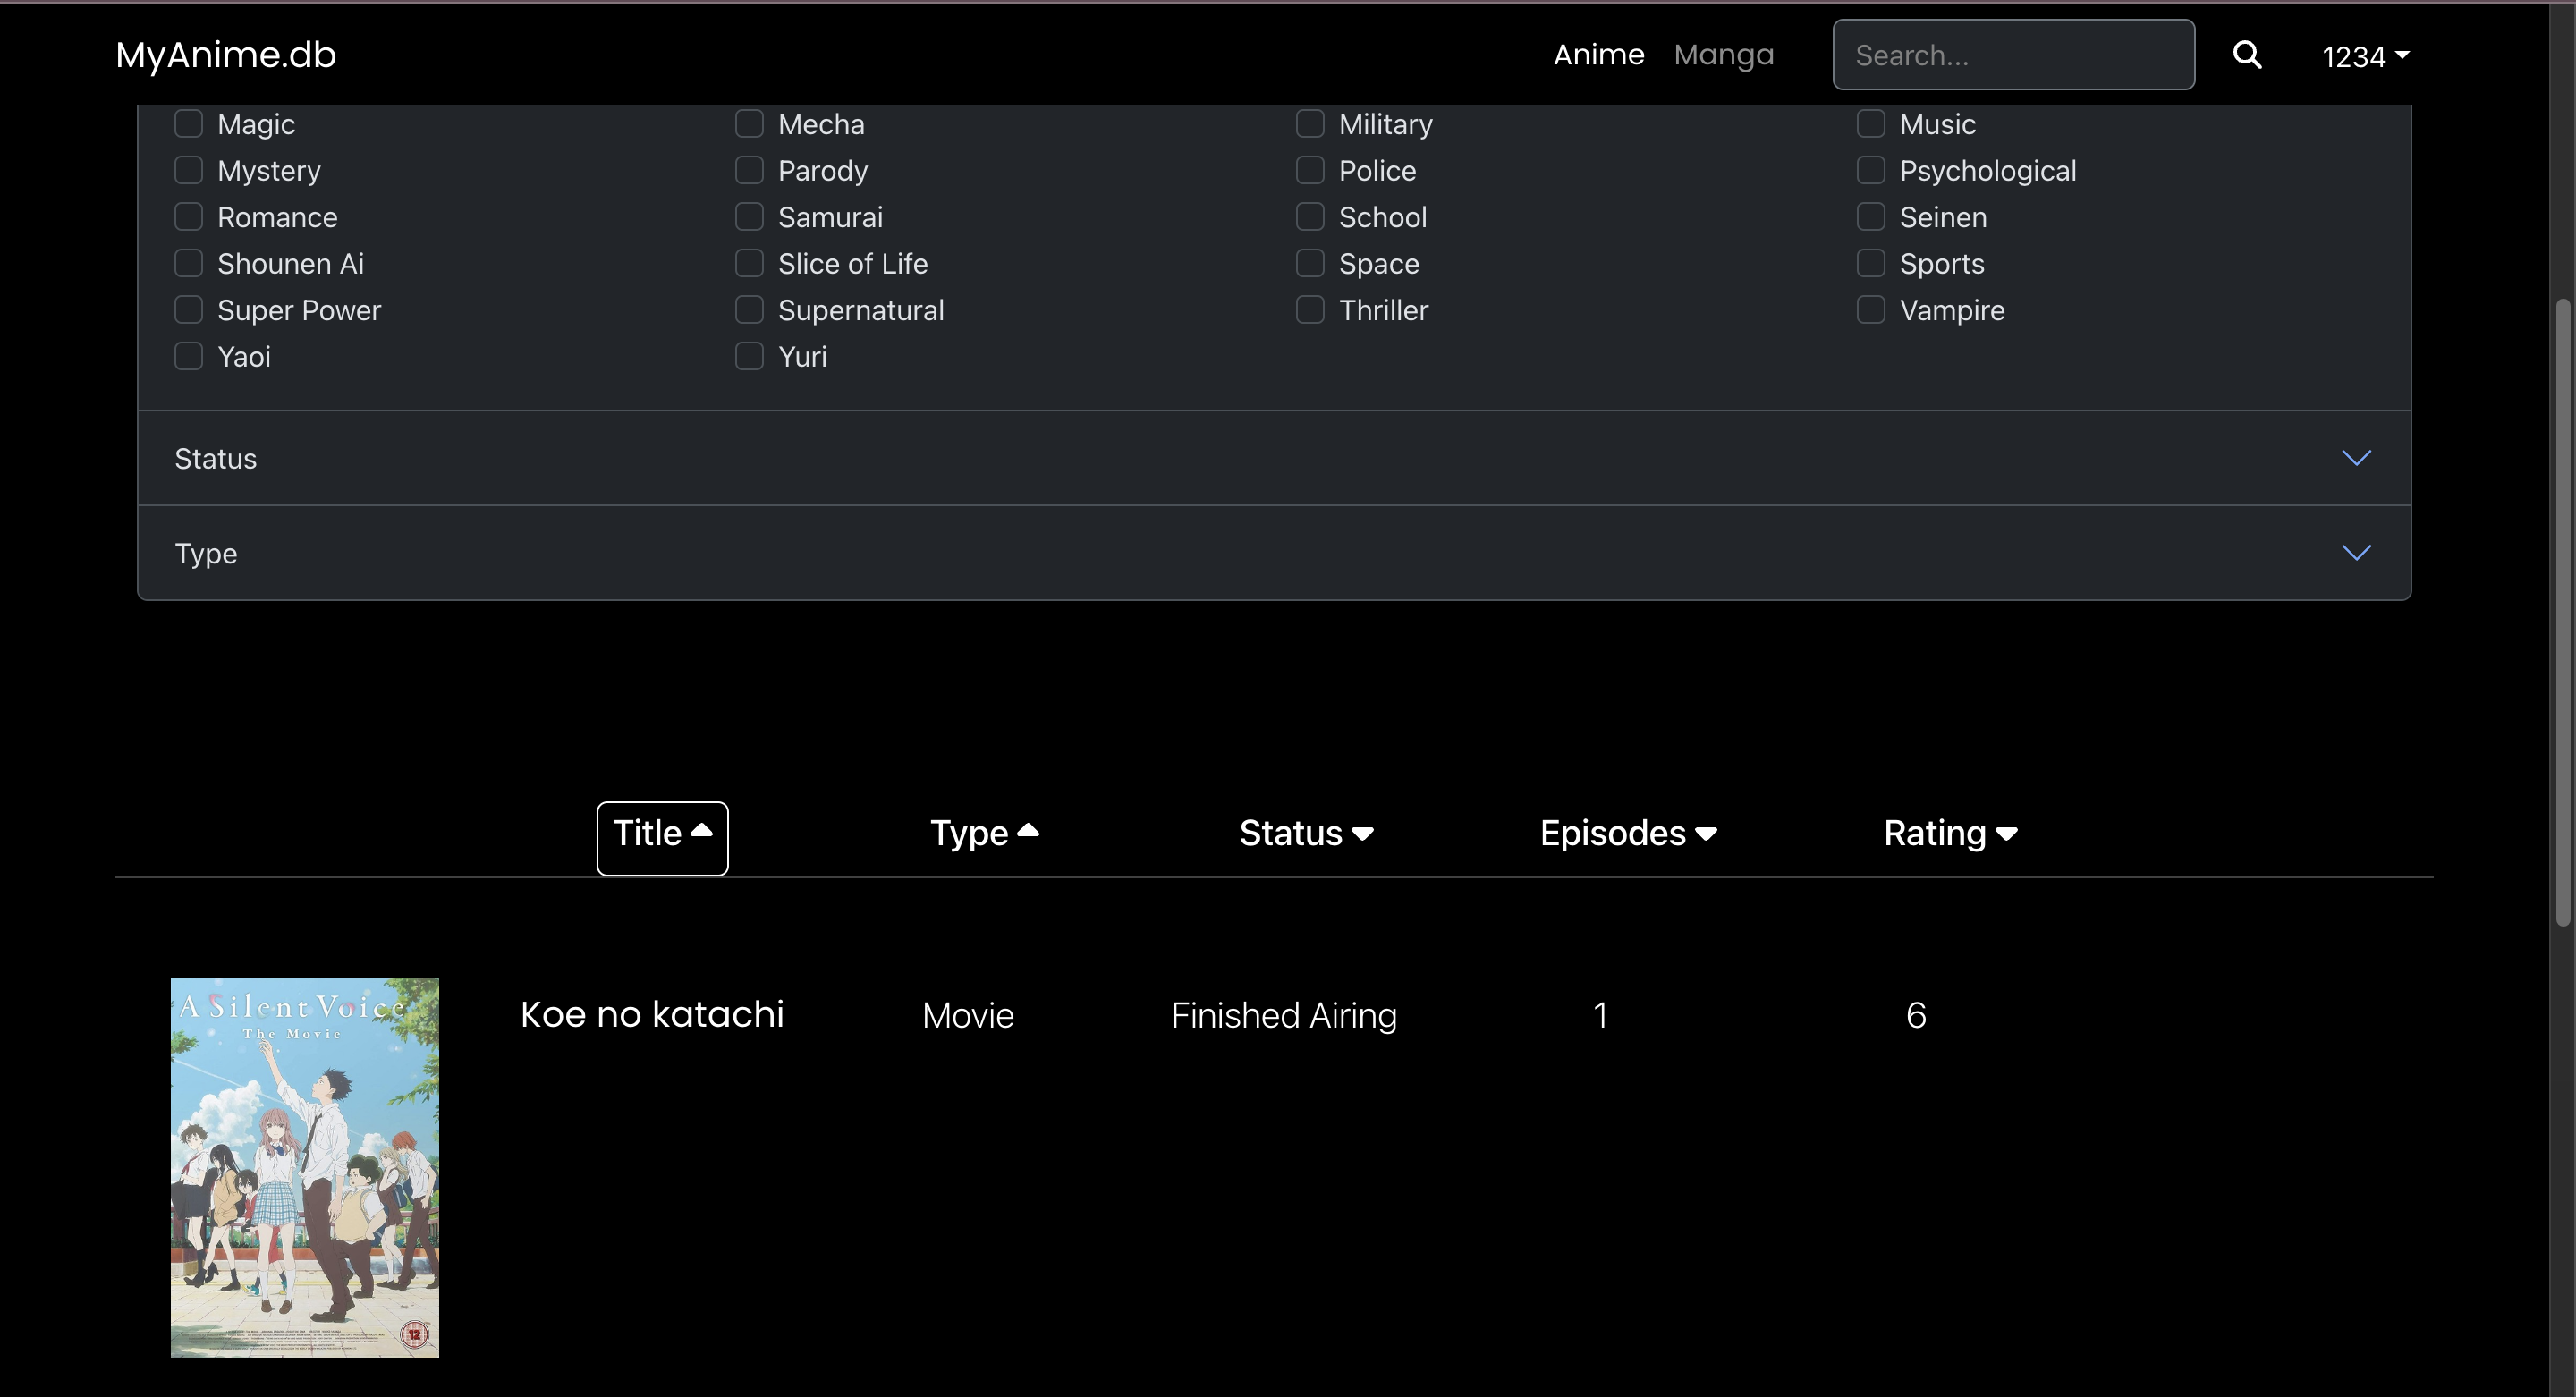 MyAnime.db Anime Manga Search... 1234
Magic Mecha Military Music
Mystery Parody Police Psychological
Romance Samurai School Seinen
Shounen Ai Slice of Life Space Sports
Super Power Supernatural Thriller Vampire
Yaoi Yuri
Status
Type
Title Type Status Episodes Rating
A Silent Voice
The Movie
Koe no katachi Movie Finished Airing 1 6
12